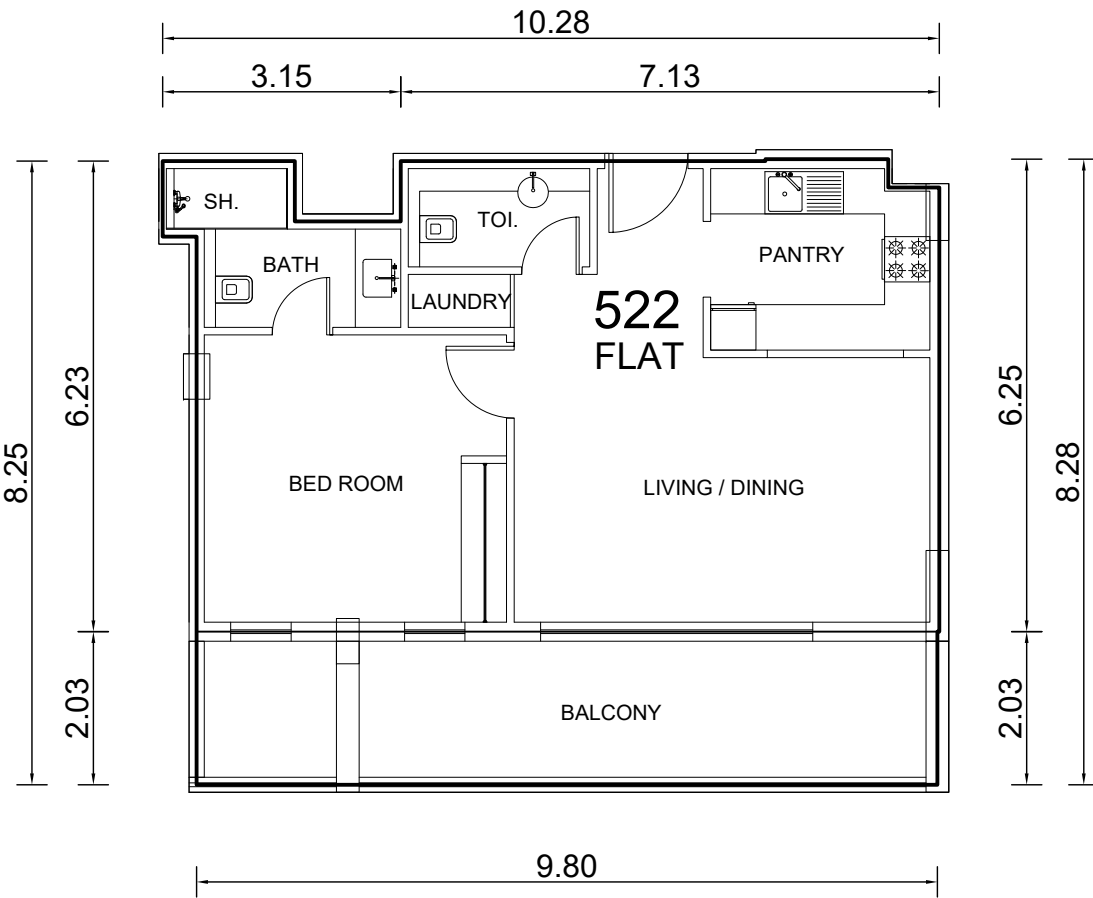 10.28
3.15
7.13
SH.
TOI.
BATH
PANTRY
LAUNDRY
522
FLAT
6.23
6.25
8.25
8.28
BED ROOM
LIVING / DINING
2.03
2.03
BALCONY
9.80